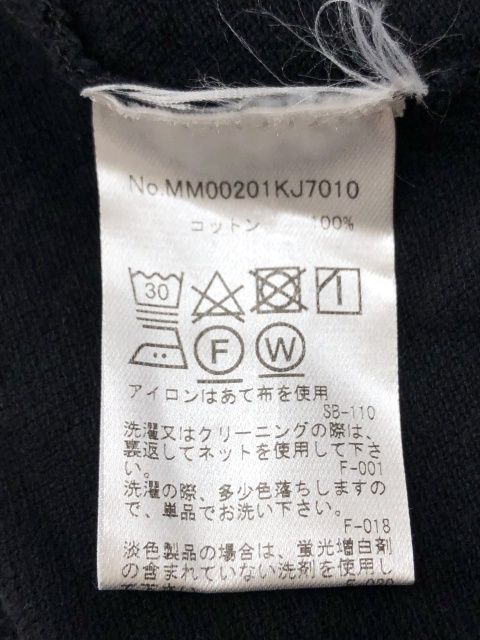 No.MM00201KJ7010
コットン 100%
30
F W
アイロンはあて布を使用
SB-110
洗濯又はクリーニングの際は、
裏返してネットを使用して下さ
い。
F-001
洗濯の際、多少色落ちしますの
で、単品でお洗い下さい。
F-018
淡色製品の場合は、蛍光増白剤
の含まれていない洗剤を使用し
て下さい。